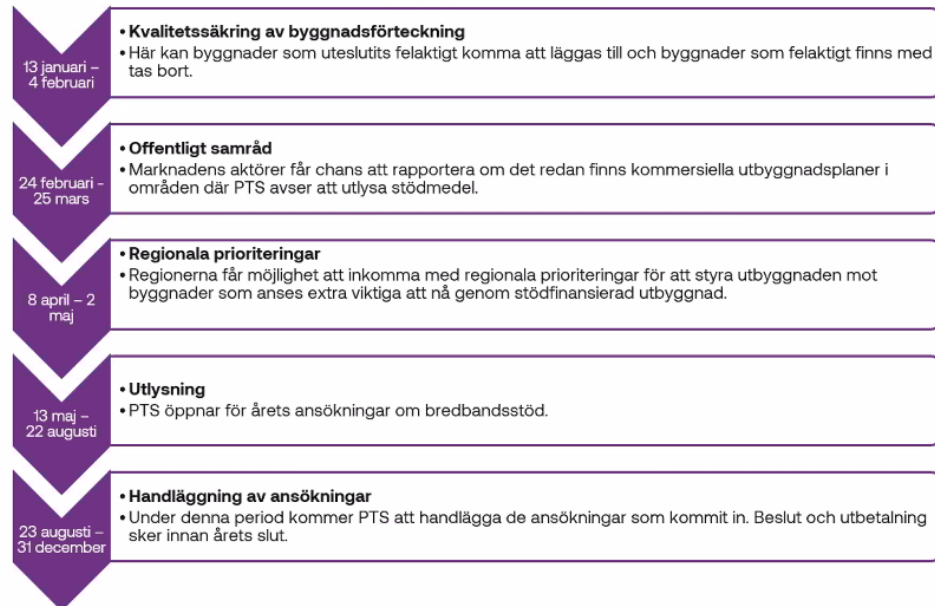 13 januari –
4 februari
• Kvalitetssäkring av byggnadsförteckning
• Här kan byggnader som uteslutits felaktigt komma att läggas till och byggnader som felaktigt finns med
tas bort.
24 februari -
25 mars
• Offentligt samråd
• Marknadens aktörer får chans att rapportera om det redan finns kommersiella utbyggnadsplaner i
områden där PTS avser att utlysa stödmedel.
8 april – 2
maj
• Regionala prioriteringar
• Regionerna får möjlighet att inkomma med regionala prioriteringar för att styra utbyggnaden mot
byggnader som anses extra viktiga att nå genom stödfinansierad utbyggnad.
13 maj –
22 augusti
• Utlysning
• PTS öppnar för årets ansökningar om bredbandsstöd.
23 augusti –
31 december
• Handläggning av ansökningar
• Under denna period kommer PTS att handlägga de ansökningar som kommit in. Beslut och utbetalning
sker innan årets slut.